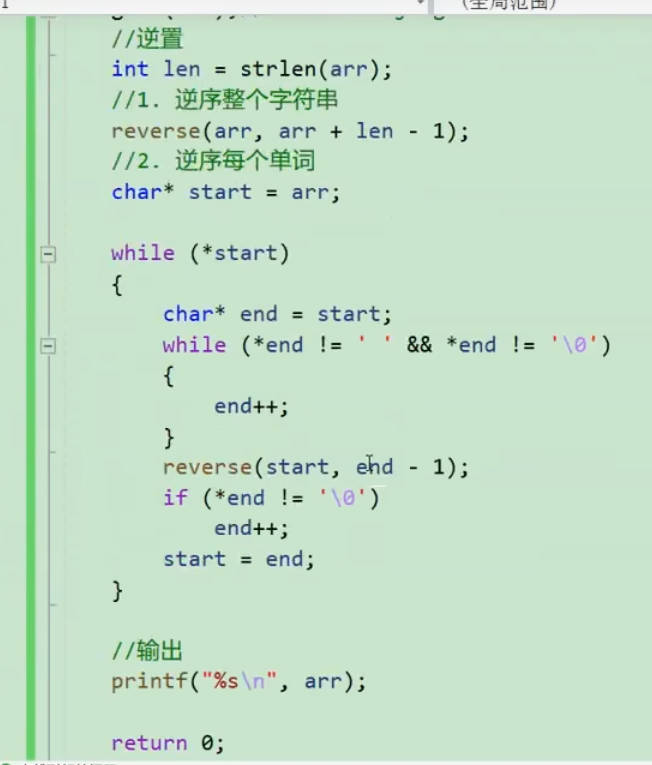 (全局范围)
//逆置
int len = strlen(arr);
//1. 逆序整个字符串
reverse(arr, arr + len - 1);
//2. 逆序每个单词
char* start = arr;
while (*start)
{
char* end = start;
while (*end != ' ' && *end != '\0')
{
end++;
}
reverse(start, end - 1);
if (*end != '\0')
end++;
start = end;
}
//输出
printf("%s\n", arr);
return 0;